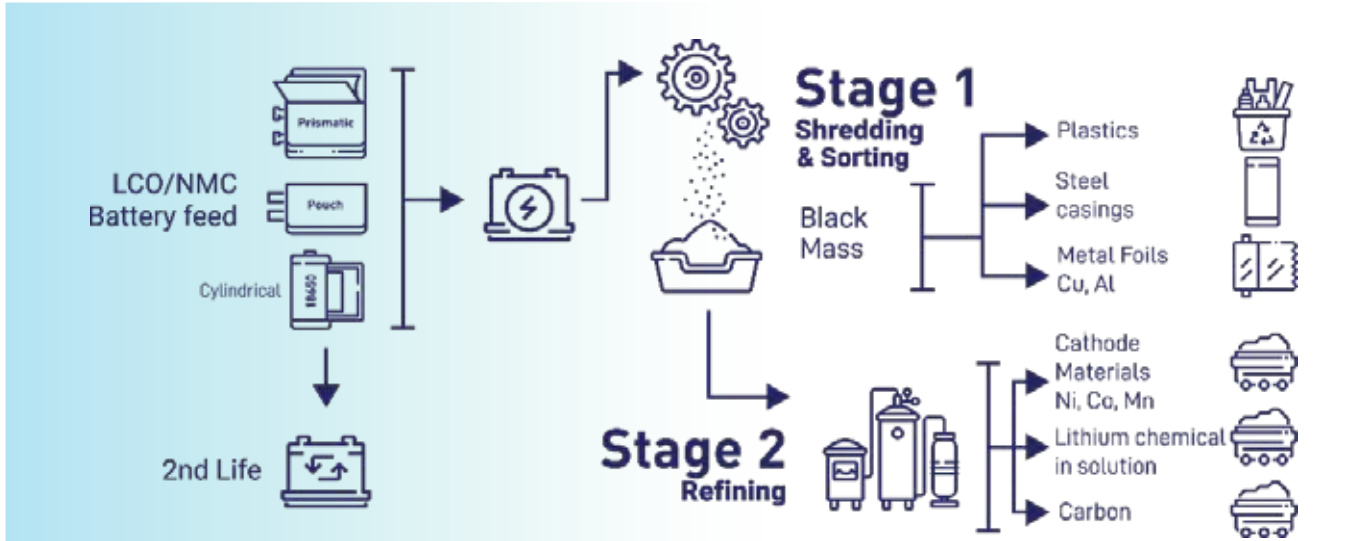 Prismatic
LCO/NMC
Battery feed
Pouch
Cylindrical
18650
2nd Life
Stage 1
Shredding
& Sorting
Black
Mass
Plastics
Steel
casings
Metal Foils
Cu, Al
Stage 2
Refining
Cathode
Materials
Ni, Co, Mn
Lithium chemical
in solution
Carbon